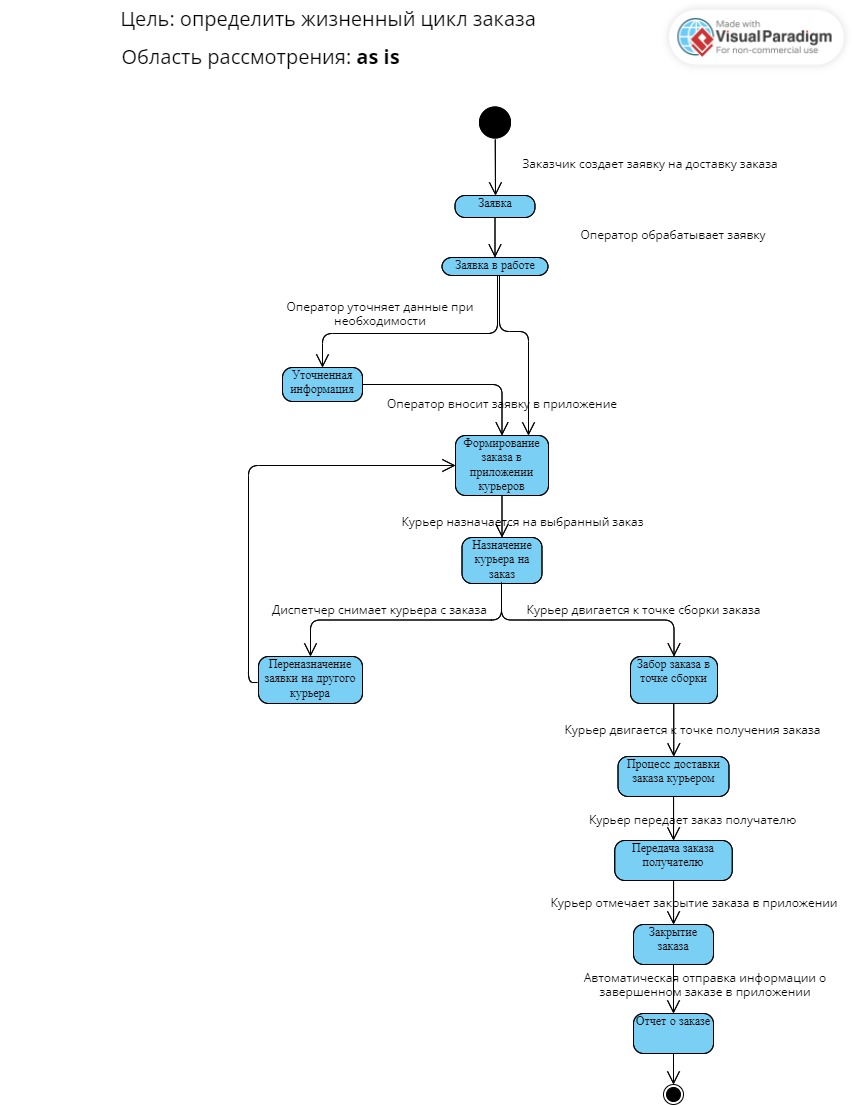 Цель: определить жизненный цикл заказа
Made with
VisualParadigm
For non-commercial use
Область рассмотрения: as is
Заказчик создает заявку на доставку заказа
Заявка
Оператор обрабатывает заявку
Заявка в работе
Оператор уточняет данные при
необходимости
Уточненная
информация
Оператор вносит заявку в приложение
Формирование
заказа в
приложении
курьеров
Курьер назначается на выбранный заказ
Назначение
курьера на
заказ
Диспетчер снимает курьера с заказа
Курьер двигается к точке сборки заказа
Переназначение
заявки на другого
курьера
Забор заказа в
точке сборки
Курьер двигается к точке получения заказа
Процесс доставки
заказа курьером
Курьер передает заказ получателю
Передача заказа
получателю
Курьер отмечает закрытие заказа в приложении
Закрытие
заказа
Автоматическая отправка информации о
завершенном заказе в приложении
Отчет о заказе